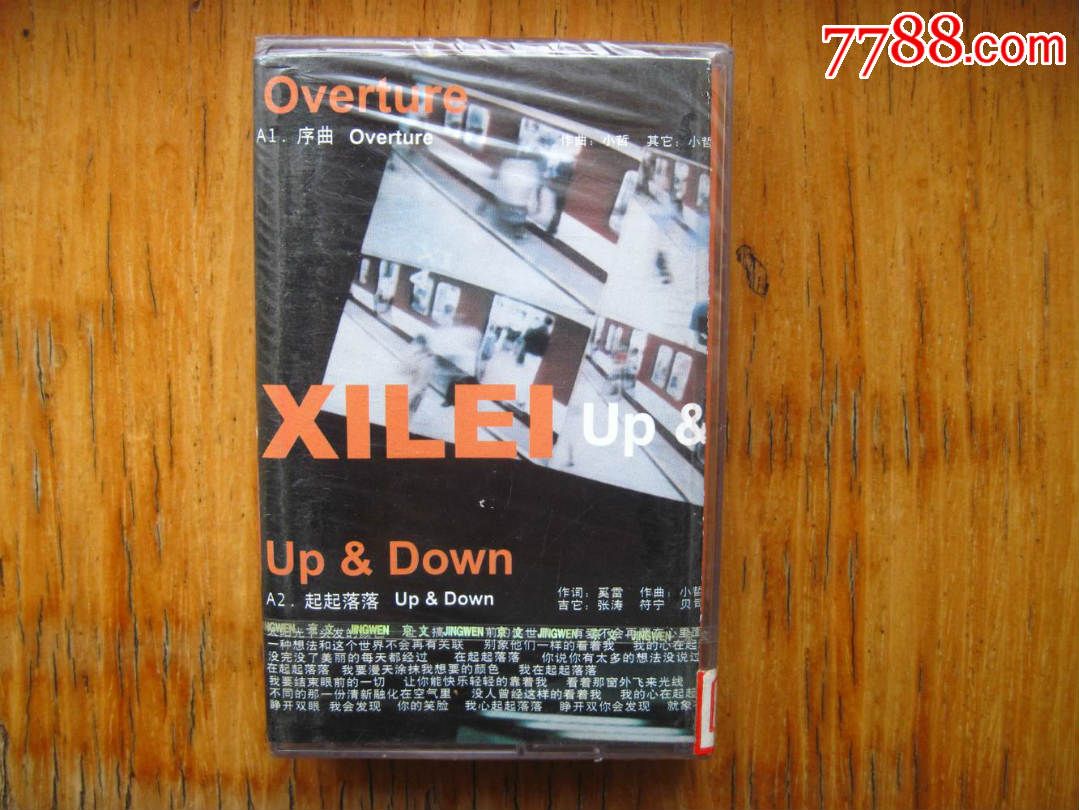 7788.com
Overture
A1. 序曲 Overture 作曲：小哲 其它：小哲
XILEI Up &
Up & Down
作词：奚雷 作曲：小哲
A2. 起起落落 Up & Down
吉它：张涛 符宁 贝司
JINGWEN 京文 JINGWEN 京文 JINGWEN 京文 JINGWEN
一种想法和这个世界不会再有关联 别象他们一样的看着我 我的心在起
没完没了美丽的每天都经过 在起起落落 你说你有太多的想法没说过
在起起落落 我要漫天涂抹我想要的颜色 我在起起落落
我要结束眼前的一切 让你能快乐轻轻的靠着我 看着那窗外飞来光线
不同的那一份清新融化在空气里 没人曾经这样的看着我 我的心在起起
睁开双眼 我会发现 你的笑脸 我心起起落落 睁开双你会发现 就象